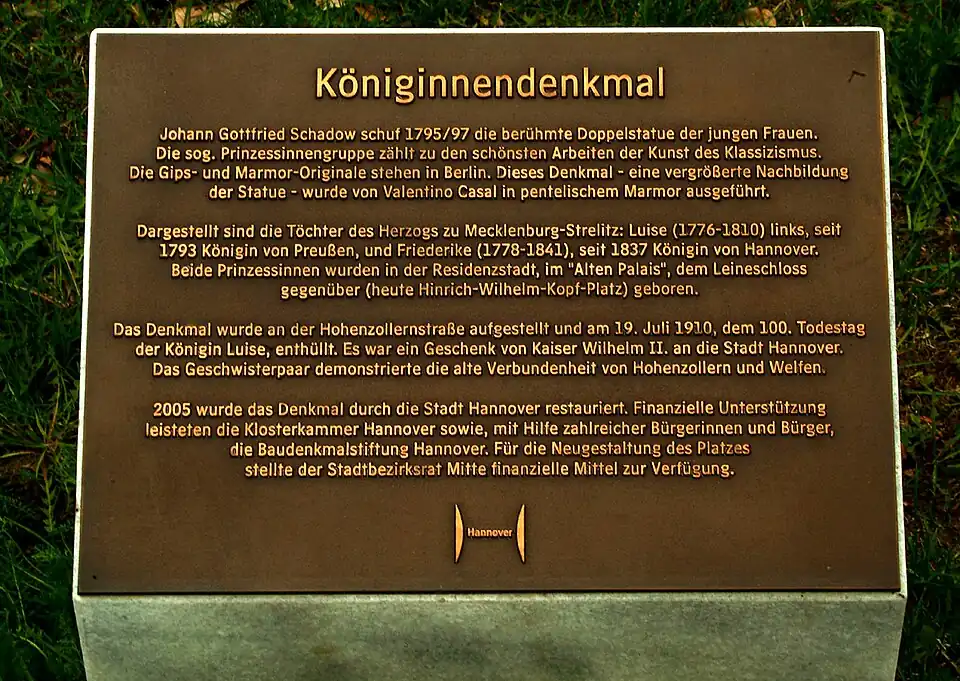 Königinnendenkmal
Johann Gottfried Schadow schuf 1795/97 die berühmte Doppelstatue der jungen Frauen.
Die sog. Prinzessinnengruppe zählt zu den schönsten Arbeiten der Kunst des Klassizismus.
Die Gips- und Marmor-Originale stehen in Berlin. Dieses Denkmal - eine vergrößerte Nachbildung
der Statue - wurde von Valentino Casal in pentelischem Marmor ausgeführt.
Dargestellt sind die Töchter des Herzogs zu Mecklenburg-Strelitz: Luise (1776-1810) links, seit
1793 Königin von Preußen, und Friederike (1778-1841), seit 1837 Königin von Hannover.
Beide Prinzessinnen wurden in der Residenzstadt, im "Alten Palais", dem Leineschloss
gegenüber (heute Hinrich-Wilhelm-Kopf-Platz) geboren.
Das Denkmal wurde an der Hohenzollernstraße aufgestellt und am 19. Juli 1910, dem 100. Todestag
der Königin Luise, enthüllt. Es war ein Geschenk von Kaiser Wilhelm II. an die Stadt Hannover.
Das Geschwisterpaar demonstrierte die alte Verbundenheit von Hohenzollern und Welfen.
2005 wurde das Denkmal durch die Stadt Hannover restauriert. Finanzielle Unterstützung
leisteten die Klosterkammer Hannover sowie, mit Hilfe zahlreicher Bürgerinnen und Bürger,
die Baudenkmalstiftung Hannover. Für die Neugestaltung des Platzes
stellte der Stadtbezirksrat Mitte finanzielle Mittel zur Verfügung.
Hannover